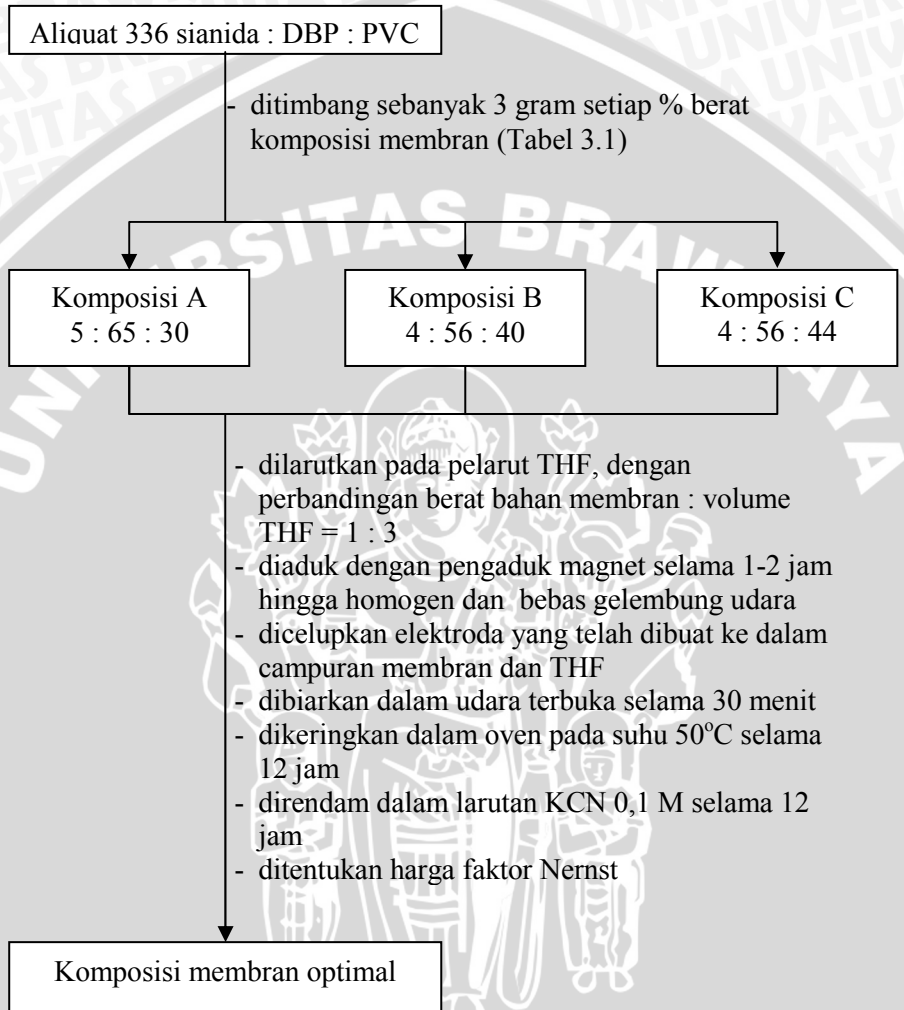 Aliquat 336 sianida : DBP : PVC
- ditimbang sebanyak 3 gram setiap % berat
komposisi membran (Tabel 3.1)
Komposisi A
5 : 65 : 30
Komposisi B
4 : 56 : 40
Komposisi C
4 : 56 : 44
- dilarutkan pada pelarut THF, dengan
perbandingan berat bahan membran : volume
THF = 1 : 3
- diaduk dengan pengaduk magnet selama 1-2 jam
hingga homogen dan bebas gelembung udara
- dicelupkan elektroda yang telah dibuat ke dalam
campuran membran dan THF
- dibiarkan dalam udara terbuka selama 30 menit
- dikeringkan dalam oven pada suhu 50°C selama
12 jam
- direndam dalam larutan KCN 0,1 M selama 12
jam
- ditentukan harga faktor Nernst
Komposisi membran optimal
UNIVERSITAS BRAWIJAYA